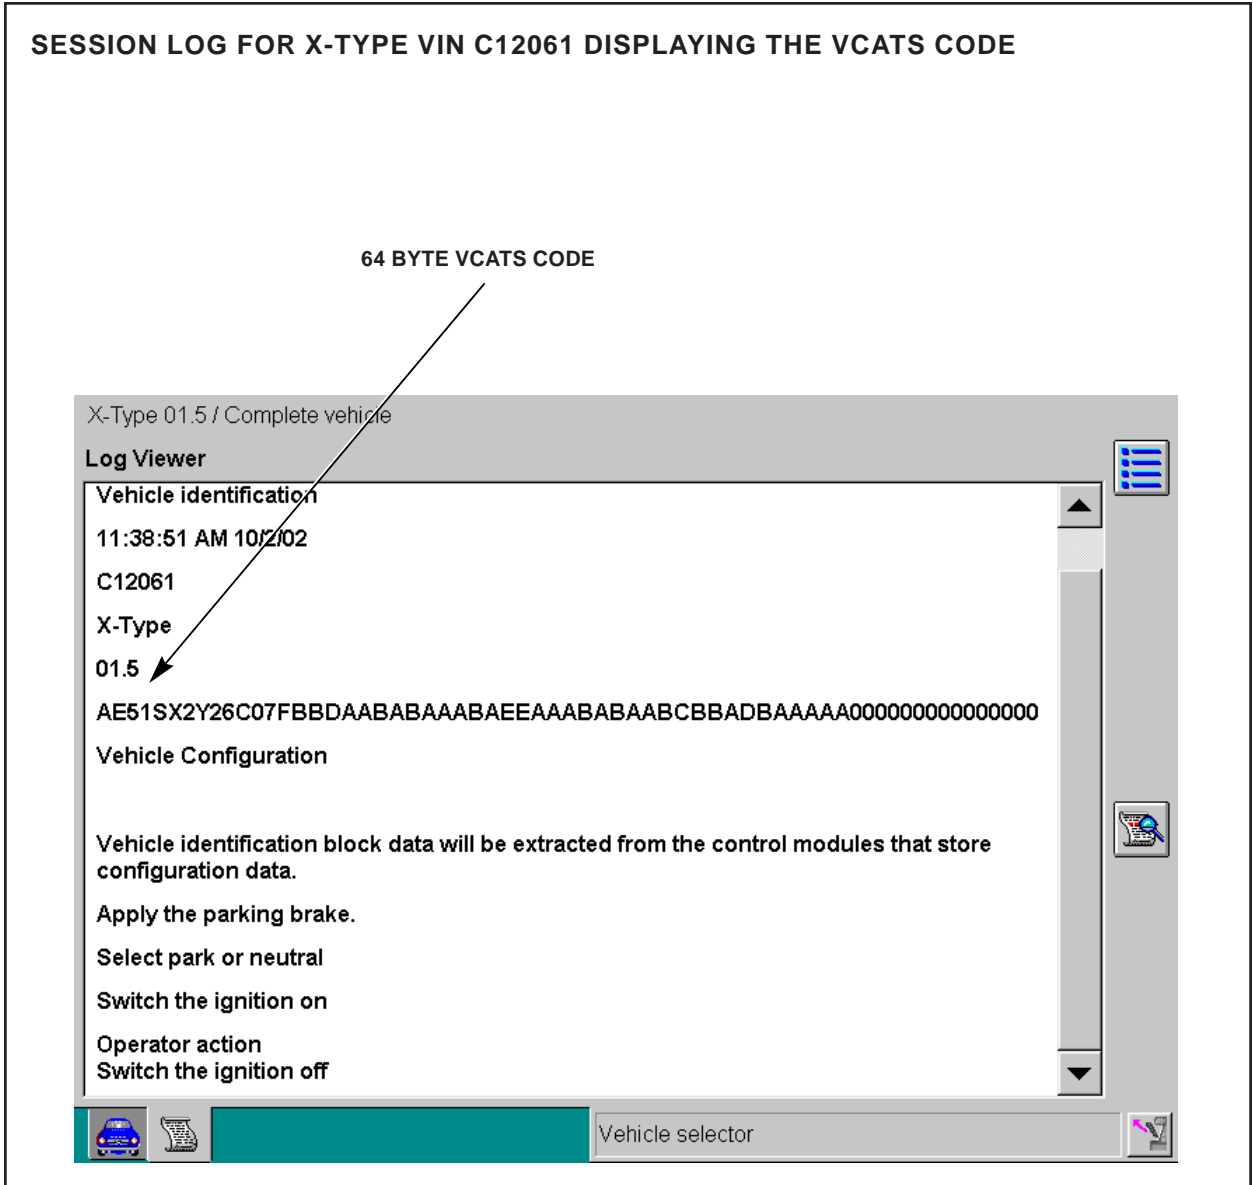 SESSION LOG FOR X-TYPE VIN C12061 DISPLAYING THE VCATS CODE
64 BYTE VCATS CODE
X-Type 01.5 / Complete vehicle
Log Viewer
Vehicle identification
11:38:51 AM 10/2/02
C12061
X-Type
01.5
AE51SX2Y26C07FBBDAABABAAABAEEAAABABAABCBBADBAAAAA000000000000000
Vehicle Configuration
Vehicle identification block data will be extracted from the control modules that store
configuration data.
Apply the parking brake.
Select park or neutral
Switch the ignition on
Operator action
Switch the ignition off
Vehicle selector